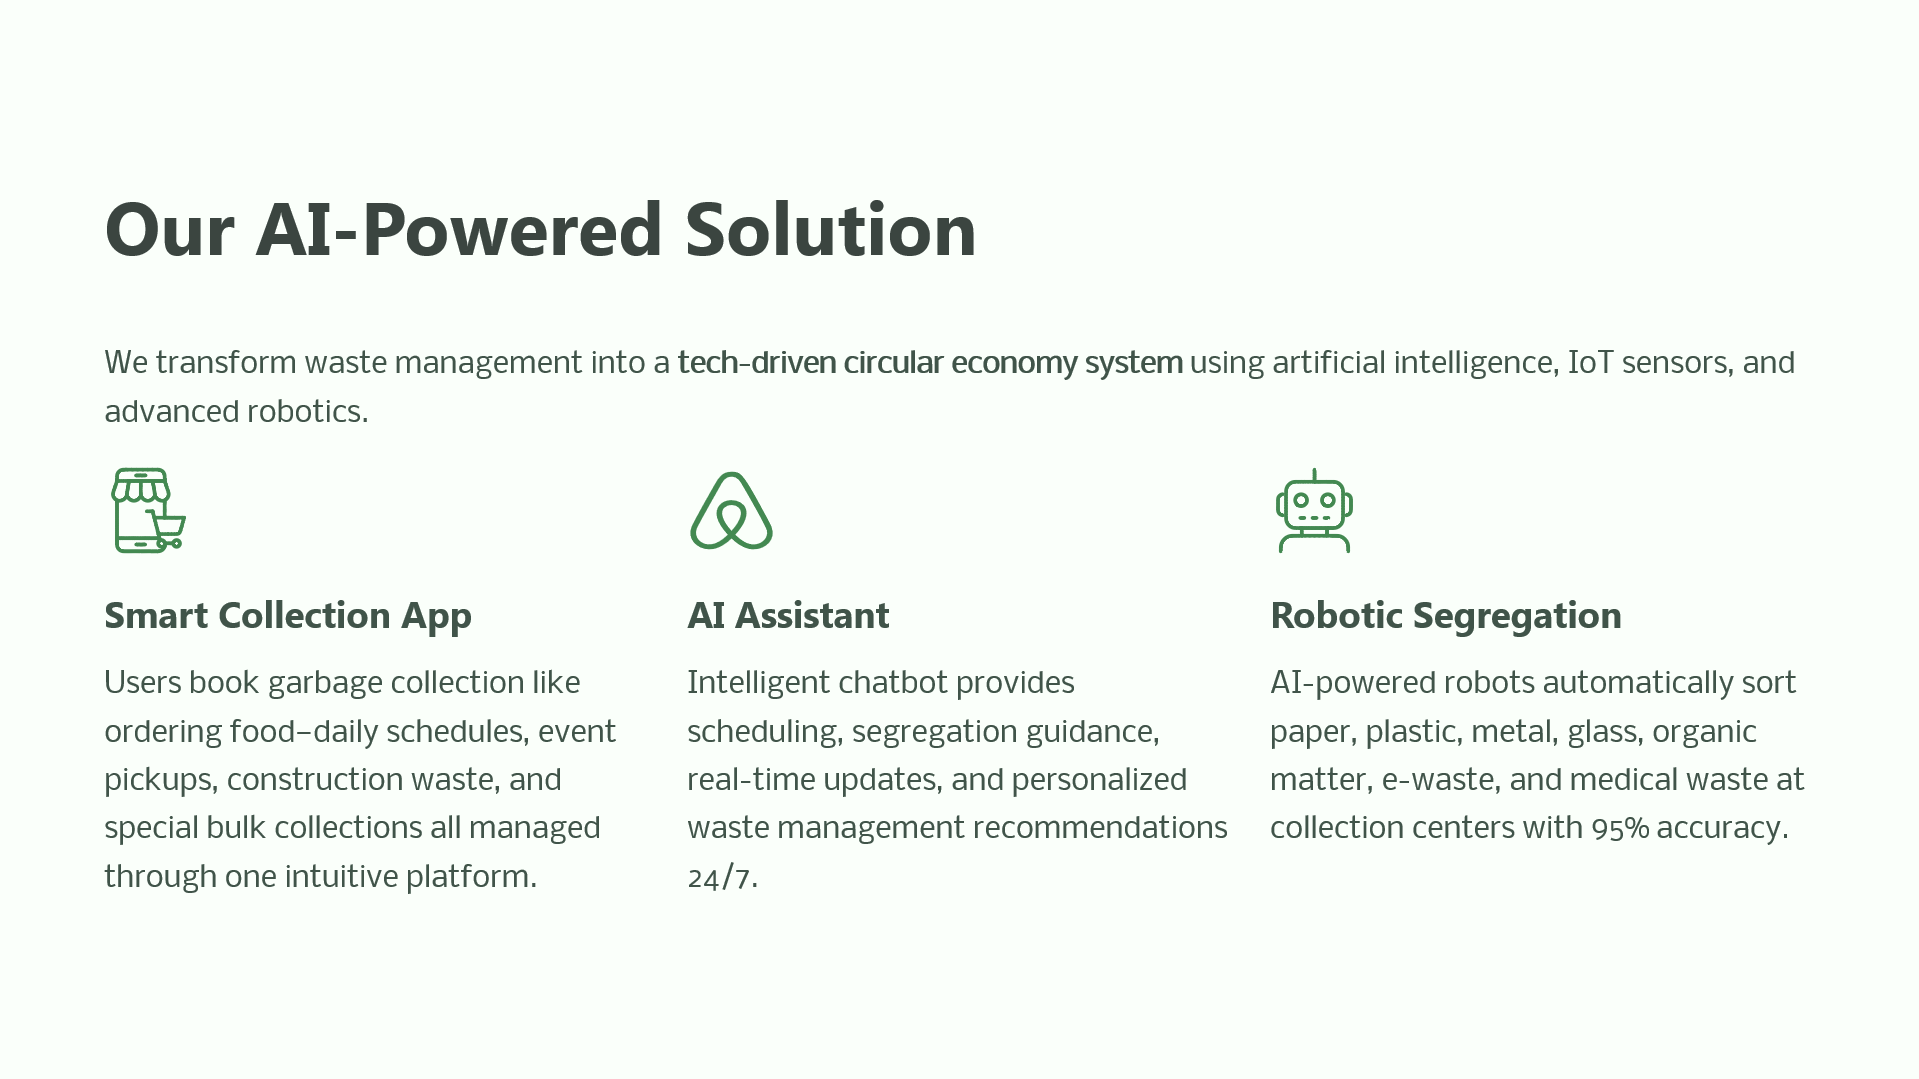 Our AI-Powered Solution
We transform waste management into a tech-driven circular economy system using artificial intelligence, IoT sensors, and
advanced robotics.
Smart Collection App
Users book garbage collection like
ordering food—daily schedules, event
pickups, construction waste, and
special bulk collections all managed
through one intuitive platform.
AI Assistant
Intelligent chatbot provides
scheduling, segregation guidance,
real-time updates, and personalized
waste management recommendations
24/7.
Robotic Segregation
AI-powered robots automatically sort
paper, plastic, metal, glass, organic
matter, e-waste, and medical waste at
collection centers with 95% accuracy.